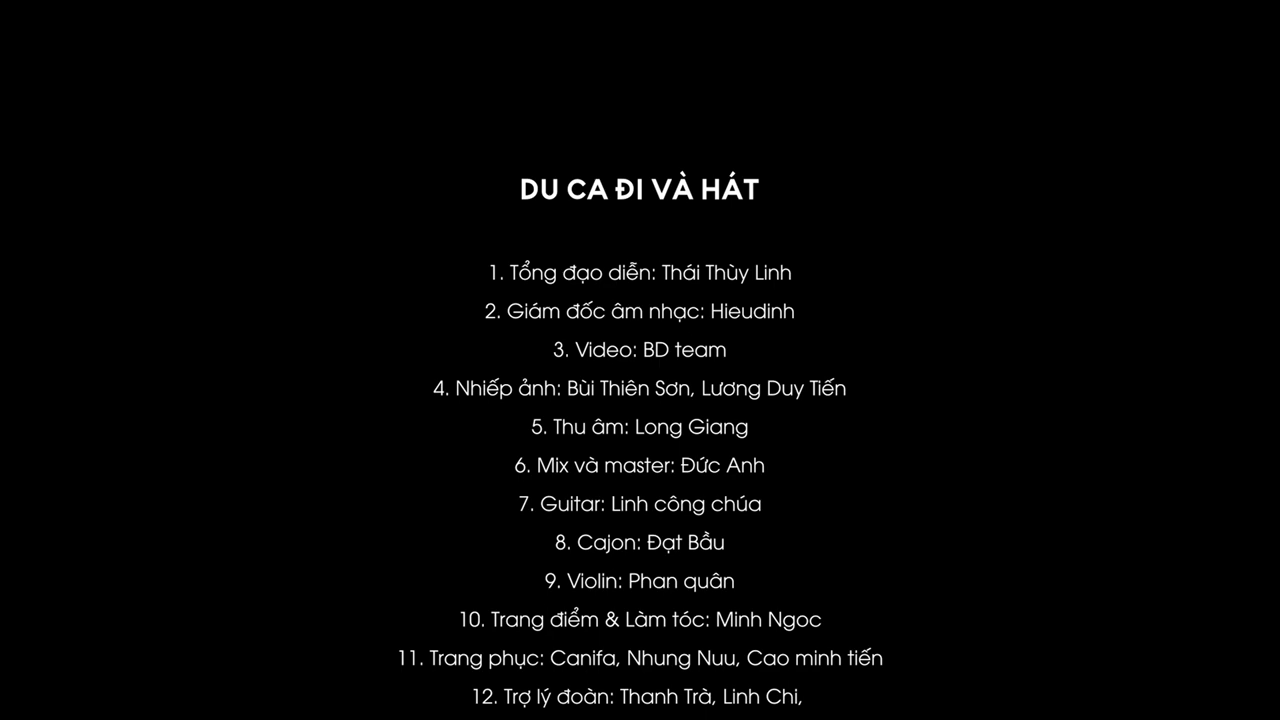 DU CA ĐI VÀ HÁT
1. Tổng đạo diễn: Thái Thùy Linh
2. Giám đốc âm nhạc: Hieudinh
3. Video: BD team
4. Nhiếp ảnh: Bùi Thiên Sơn, Lương Duy Tiến
5. Thu âm: Long Giang
6. Mix và master: Đức Anh
7. Guitar: Linh công chúa
8. Cajon: Đạt Bầu
9. Violin: Phan quân
10. Trang điểm & Làm tóc: Minh Ngoc
11. Trang phục: Canifa, Nhung Nuu, Cao minh tiến
12. Trợ lý đoàn: Thanh Trà, Linh Chi,